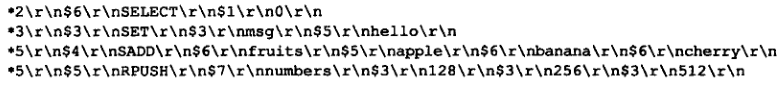 *2\r\n$6\r\nSELECT\r\n$1\r\n0\r\n
*3\r\n$3\r\nSET\r\n$3\r\nmsg\r\n$5\r\nhello\r\n
*5\r\n$4\r\nSADD\r\n$6\r\nfruits\r\n$5\r\napple\r\n$6\r\nbanana\r\n$6\r\ncherry\r\n
*5\r\n$5\r\nRPUSH\r\n$7\r\nnumbers\r\n$3\r\n128\r\n$3\r\n256\r\n$3\r\n512\r\n